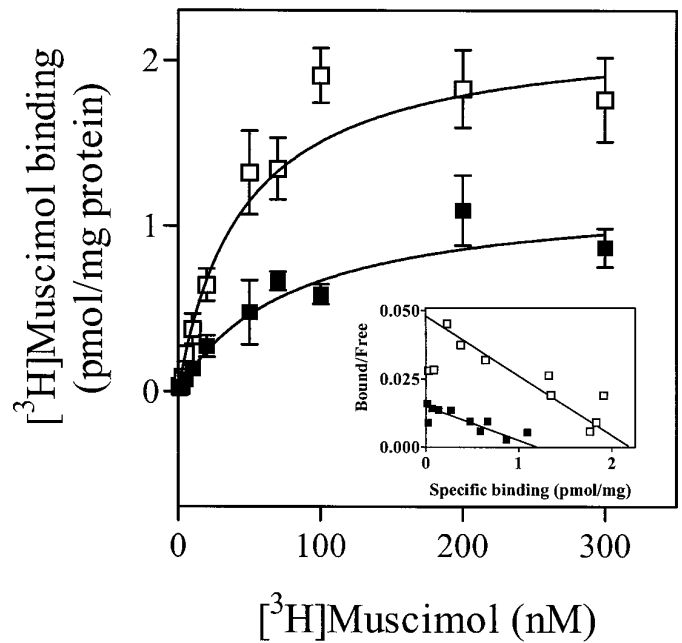 [³H]Muscimol binding
(pmol/mg protein)
2
1
0
0
100
200
300
[³H]Muscimol (nM)
Bound/Free
0.050
0.025
0.000
0
1
2
Specific binding (pmol/mg)